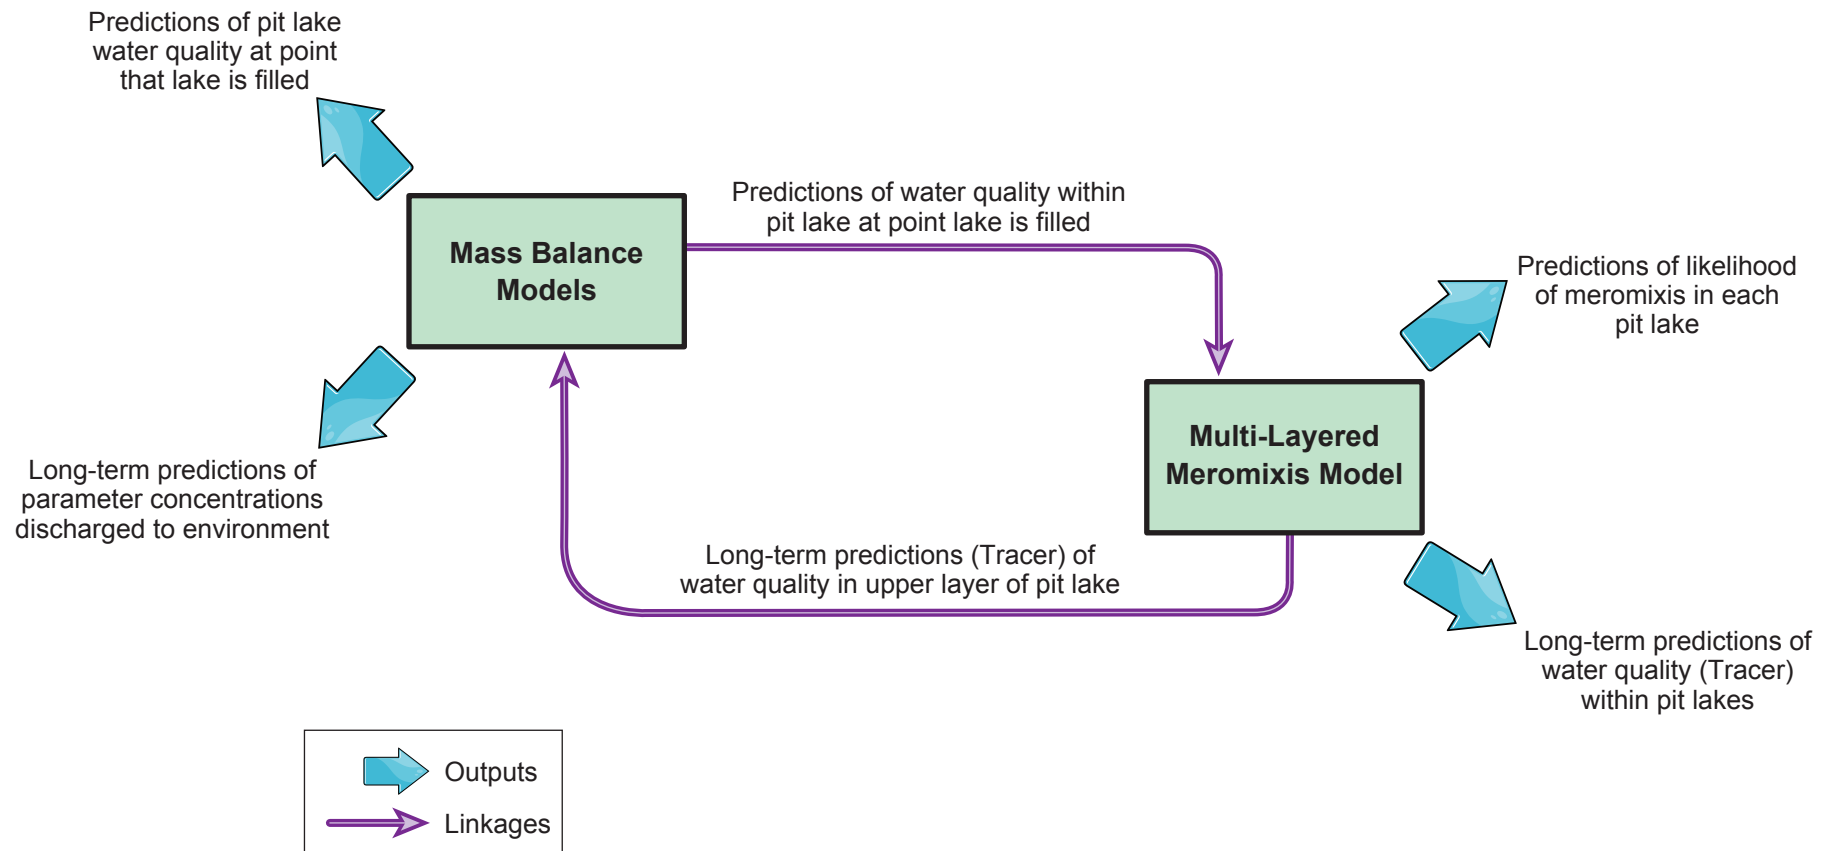 Predictions of pit lake
water quality at point
that lake is filled
Mass Balance
Models
Predictions of water quality within
pit lake at point lake is filled
Predictions of likelihood
of meromixis in each
pit lake
Multi-Layered
Meromixis Model
Long-term predictions of
parameter concentrations
discharged to environment
Long-term predictions (Tracer) of
water quality in upper layer of pit lake
Long-term predictions of
water quality (Tracer)
within pit lakes
Outputs
Linkages